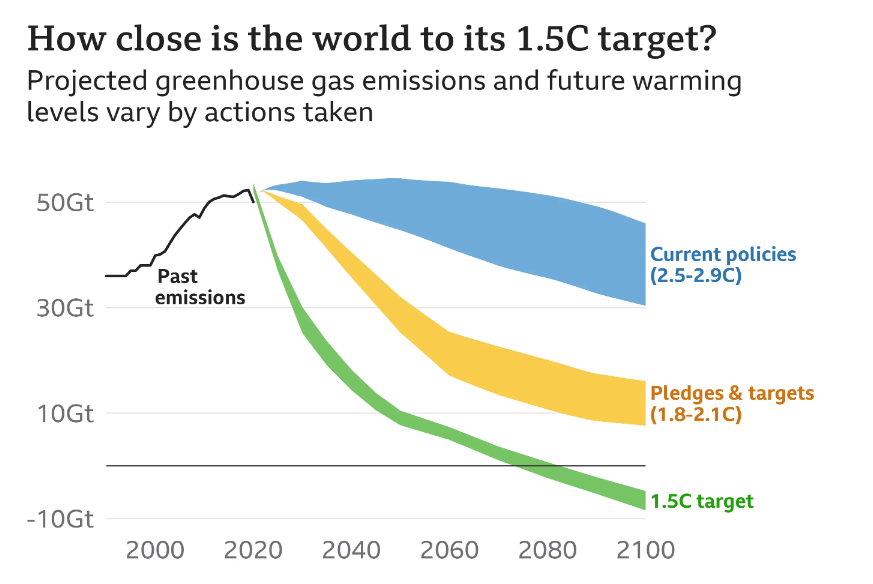 How close is the world to its 1.5C target?
Projected greenhouse gas emissions and future warming
levels vary by actions taken
50Gt
30Gt
10Gt
-10Gt
Past
emissions
Current policies
(2.5-2.9C)
Pledges & targets
(1.8-2.1C)
1.5C target
2000
2020
2040
2060
2080
2100